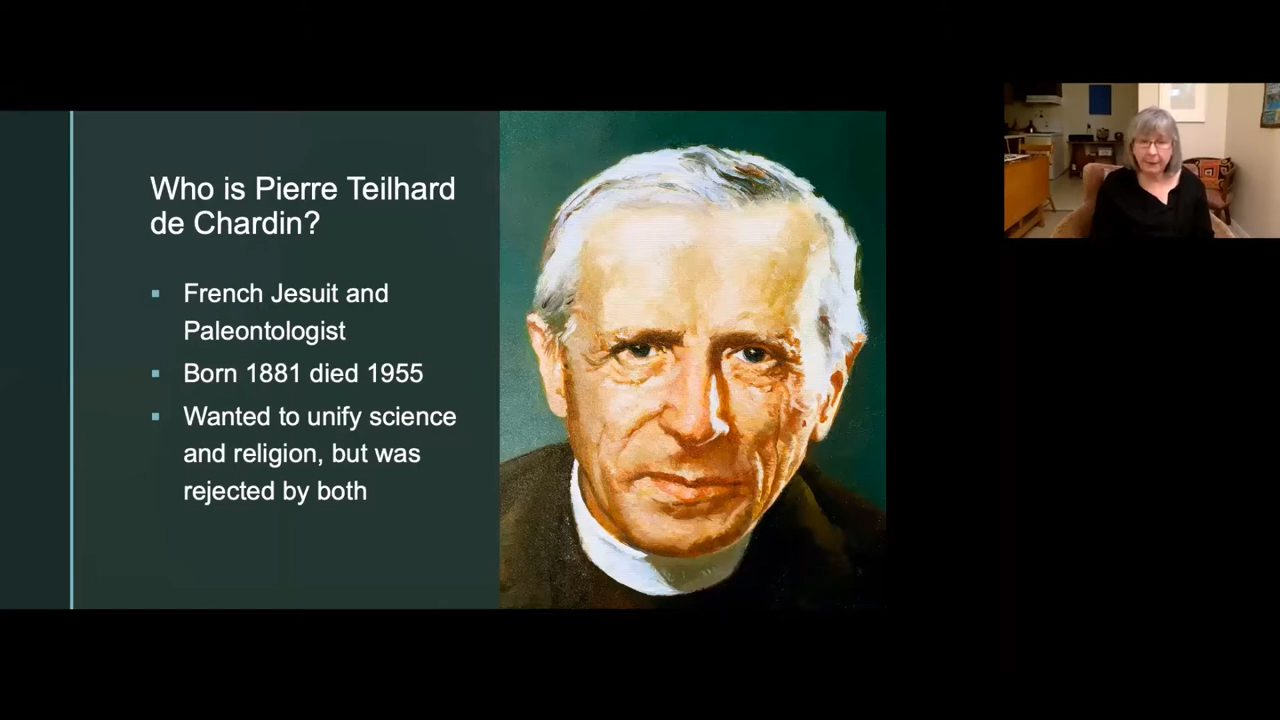 Who is Pierre Teilhard
de Chardin?
▪ French Jesuit and
Paleontologist
▪ Born 1881 died 1955
▪ Wanted to unify science
and religion, but was
rejected by both